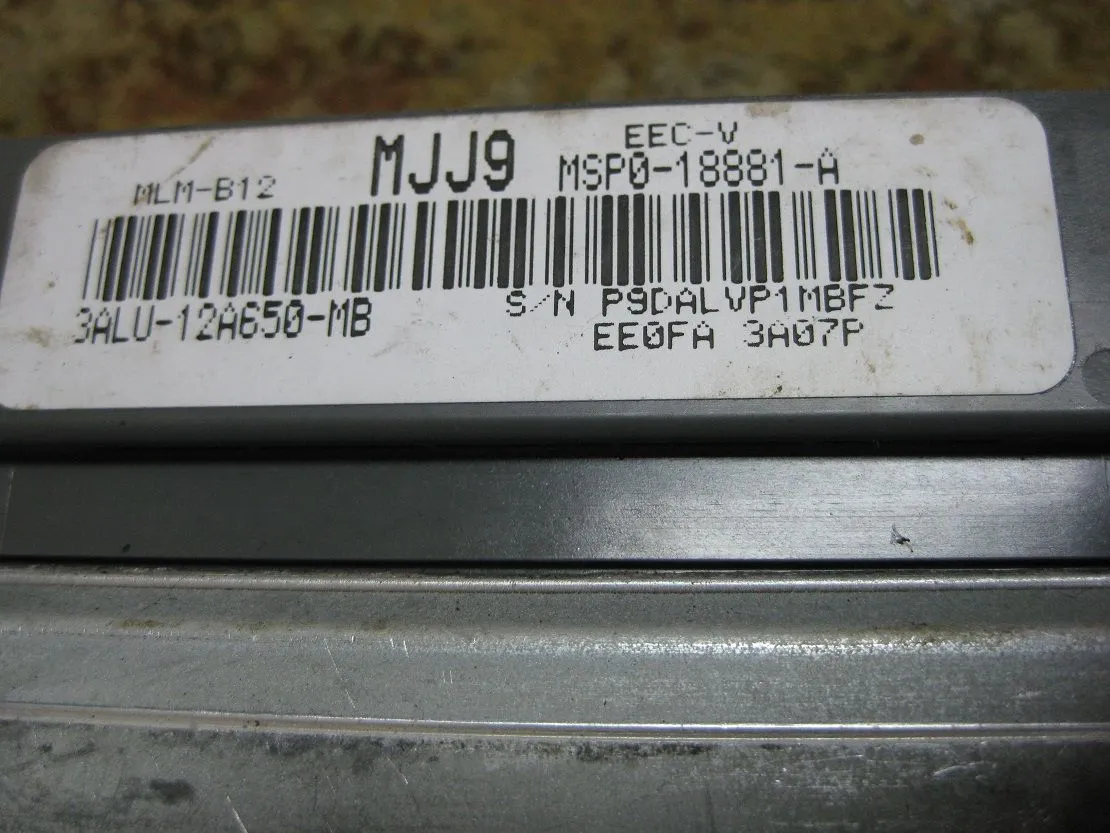 EEC-V
MLM-B12 MJJ9 MSP0-18881-A
3ALU-12A650-MB S/N P9DALVP1MBFZ
EE0FA 3A07P